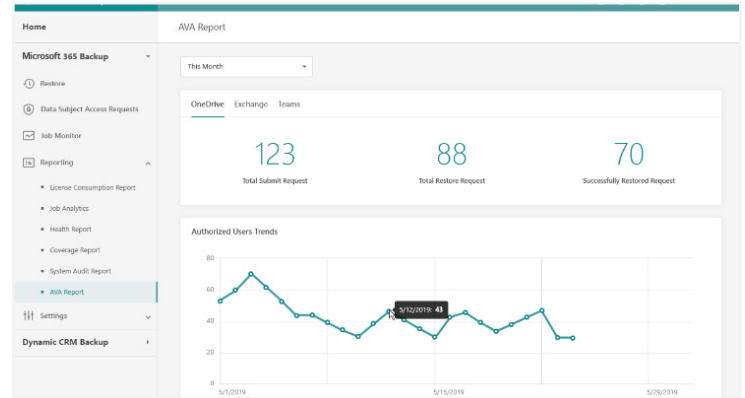 Home
AVA Report
Microsoft 365 Backup
Restore
Data Subject Access Requests
Job Monitor
Reporting
License Consumption Report
Job Analytics
Health Report
Coverage Report
System Audit Report
AVA Report
Settings
Dynamic CRM Backup
This Month
OneDrive Exchange Teams
123 88 70
Total Submit Request Total Restore Request Successfully Restored Request
Authorized Users Trends
80
60
5/12/2019: 43
40
20
0
5/1/2019 5/15/2019 5/29/2019